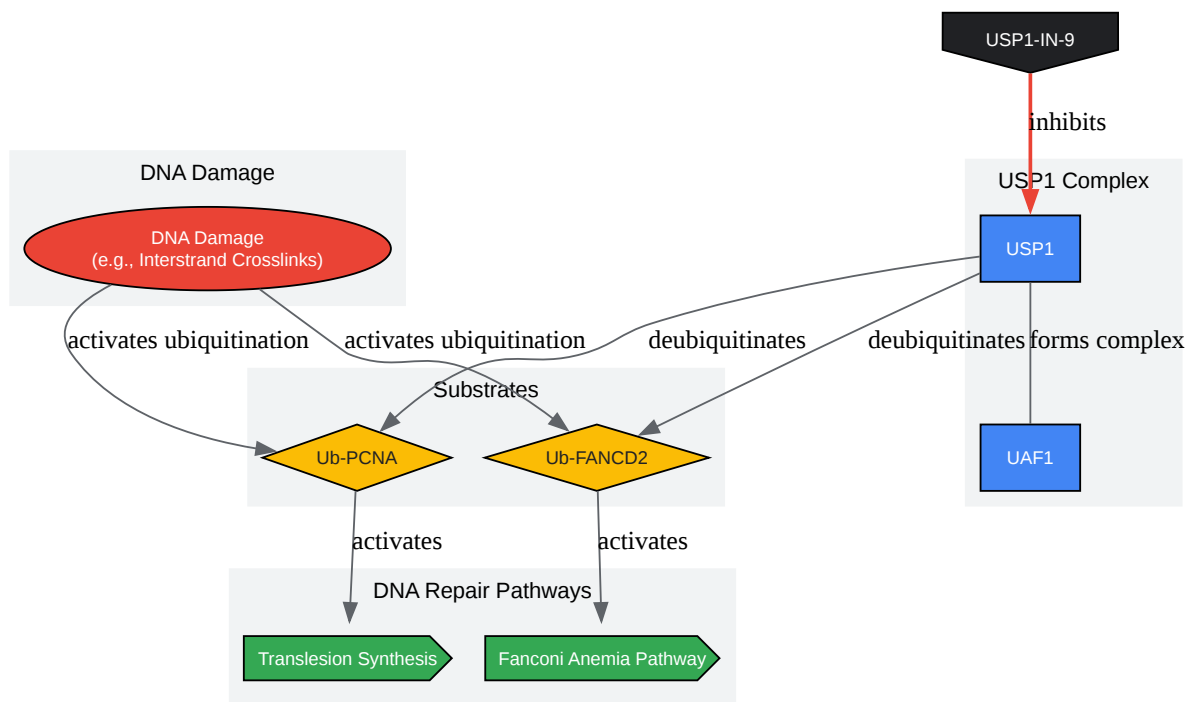 USP1-IN-9
inhibits
DNA Damage
USP1 Complex
DNA Damage
(e.g., Interstrand Crosslinks)
USP1
activates ubiquitination
activates ubiquitination
deubiquitinates
deubiquitinates
forms complex
Substrates
Ub-PCNA
Ub-FANCD2
UAF1
activates
activates
DNA Repair Pathways
Translesion Synthesis
Fanconi Anemia Pathway